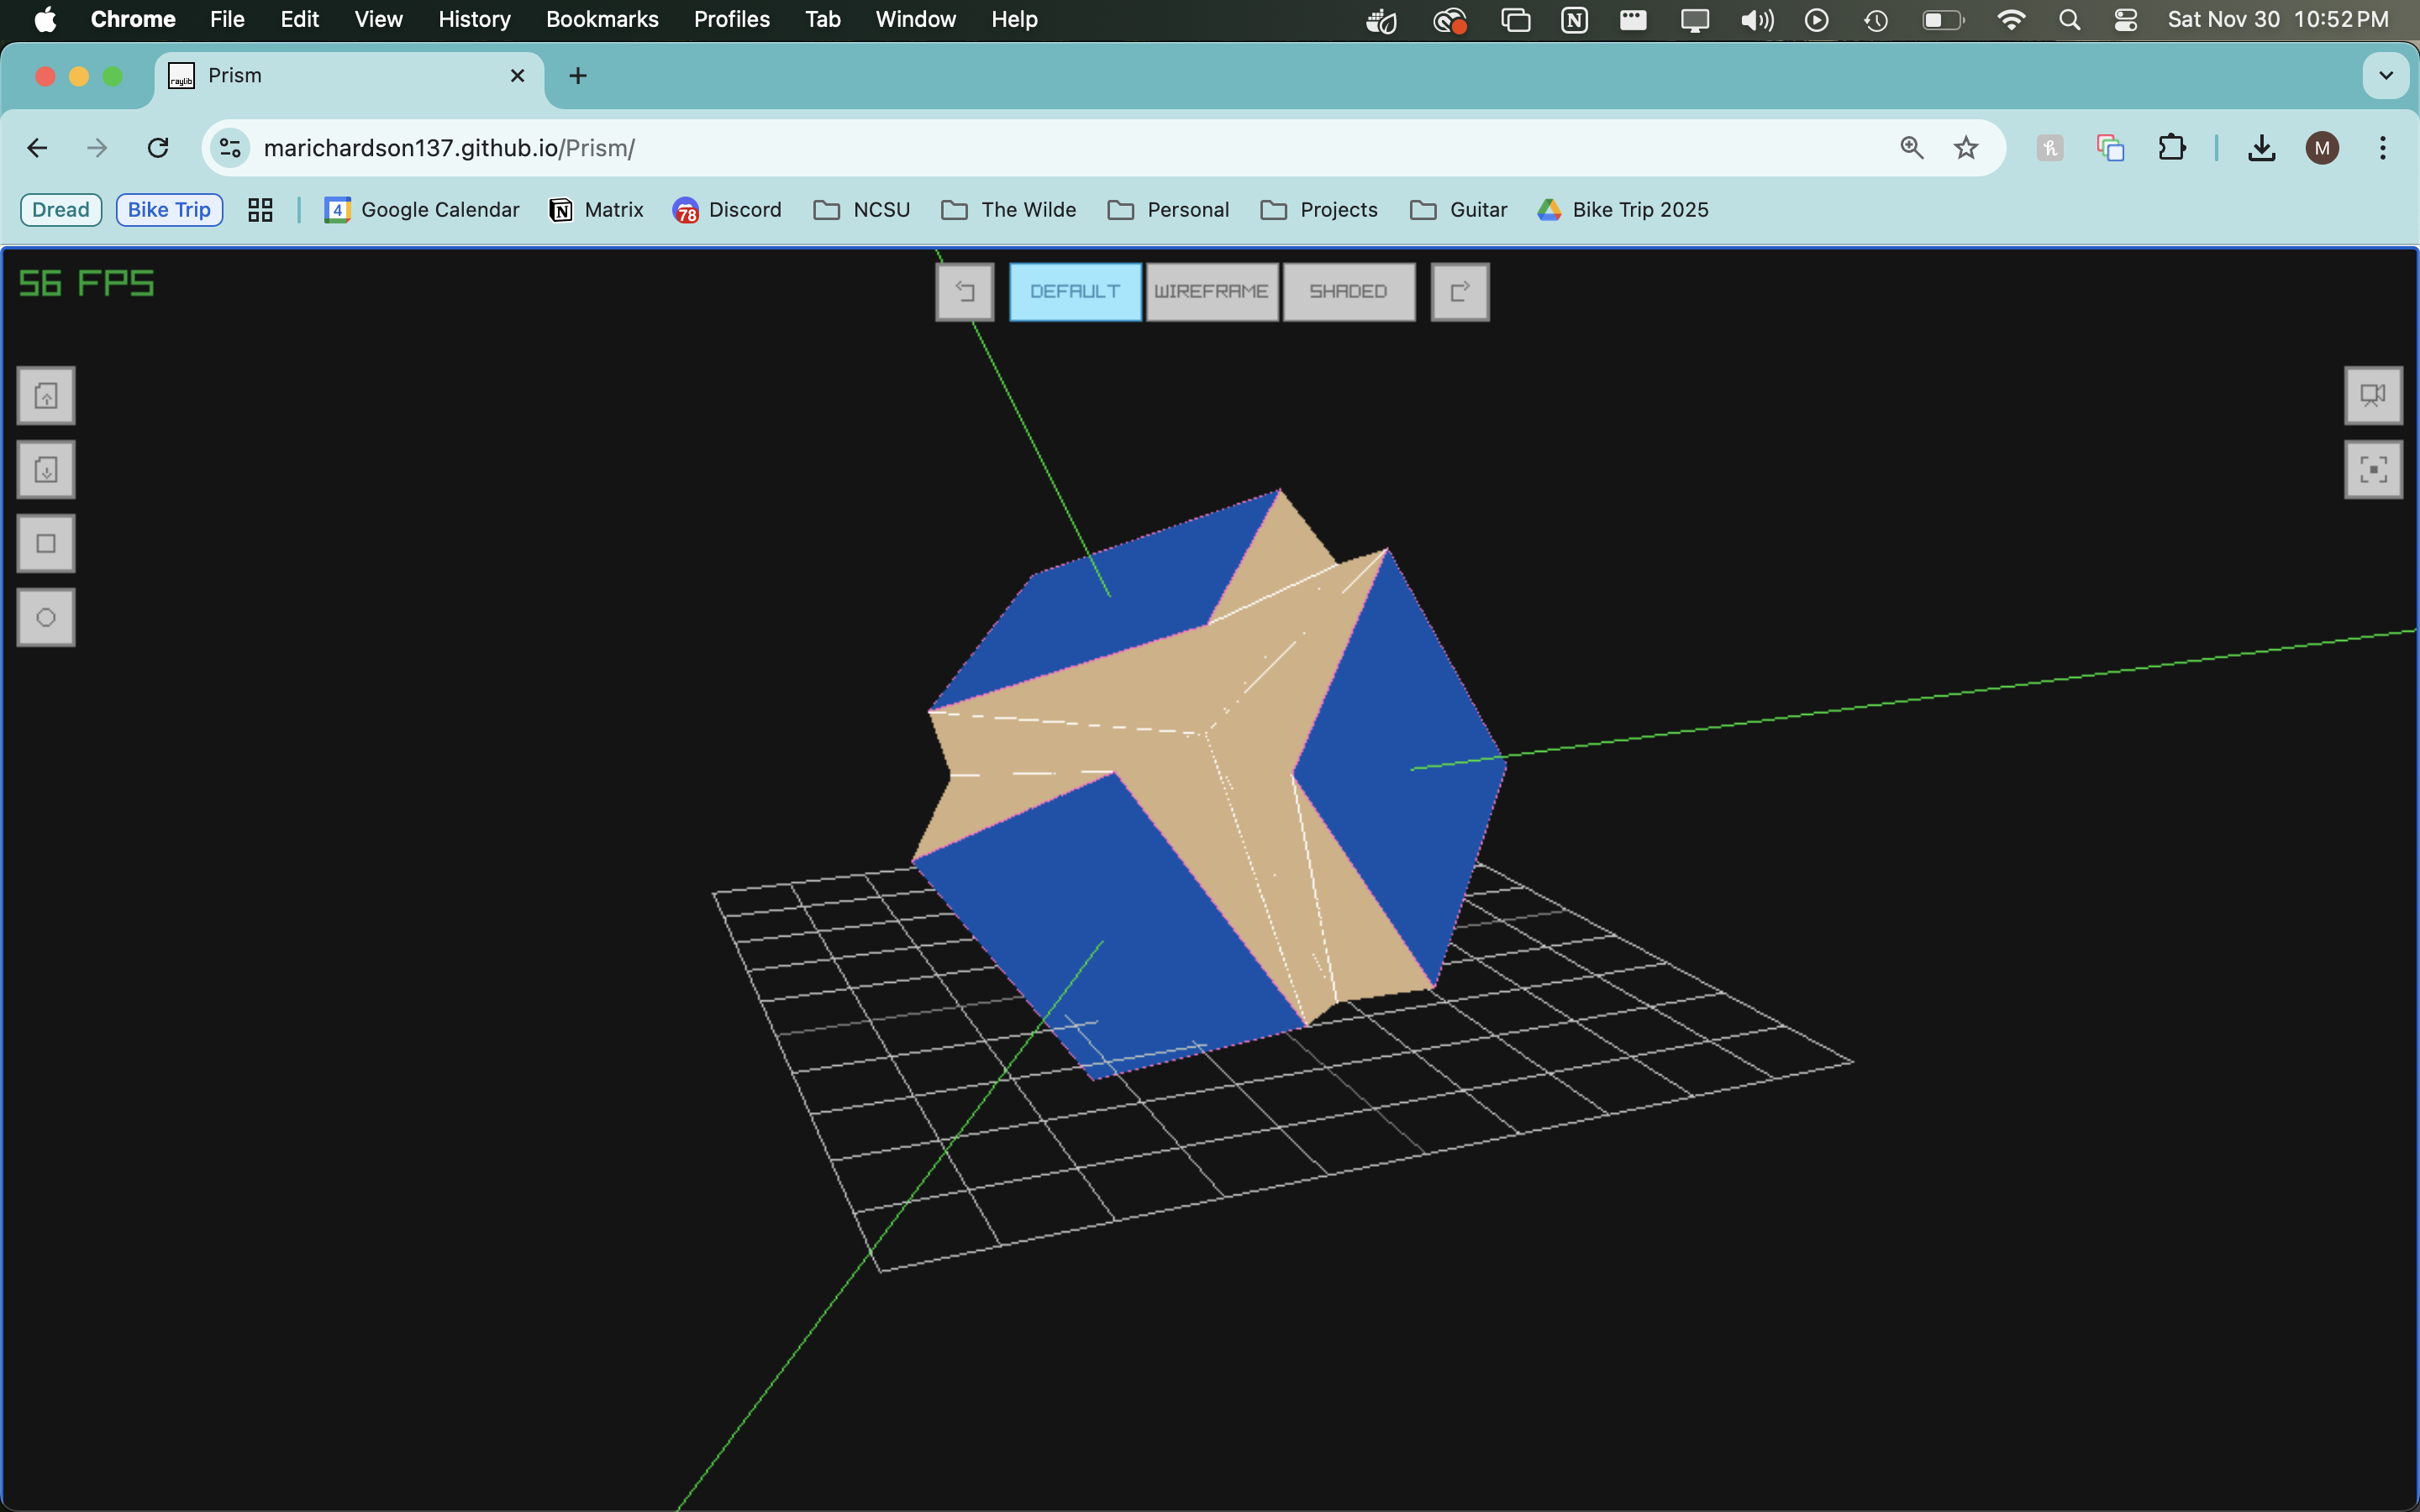 Chrome File Edit View History Bookmarks Profiles Tab Window Help Sat Nov 30 10:52 PM
raylib Prism
marichardson137.github.io/Prism/ M
Dread Bike Trip 4 Google Calendar Matrix 78 Discord NCSU The Wilde Personal Projects Guitar Bike Trip 2025
56 FPS DEFAULT WIREFRAME SHADED